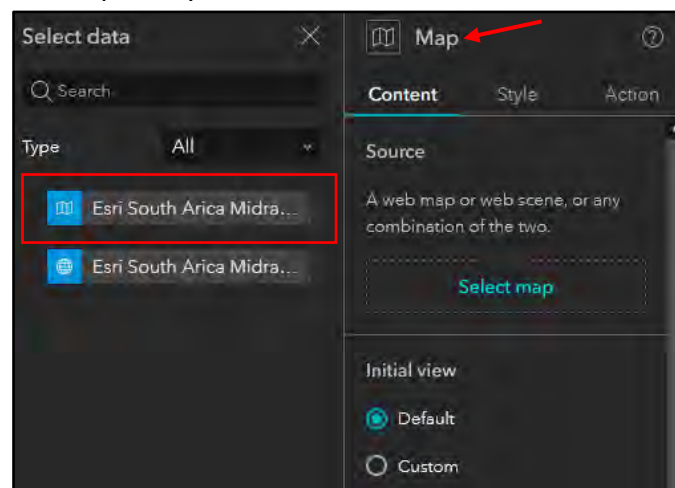 Select data
Search
Type All
Esri South Arica Midra...
Esri South Arica Midra...
Map
Content Style Action
Source
A web map or web scene, or any
combination of the two.
Select map
Initial view
Default
Custom